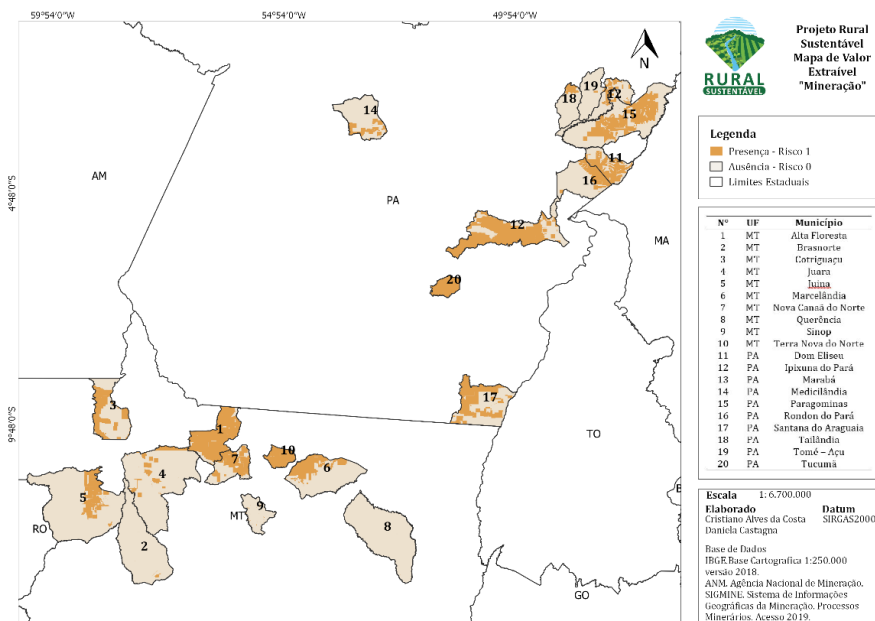 59°54'0"W 54°54'0"W 49°54'0"W
4°48'0"S
9°48'0"S
N
AM
PA
MA
TO
RO
MT
GO
14
18
19
12
15
11
16
12
20
17
3
1
10
7
6
4
5
9
8
2
RURAL
SUSTENTÁVEL
Projeto Rural
Sustentável
Mapa de Valor
Extraível
"Mineração"
Legenda
Presença - Risco 1
Ausência - Risco 0
Limites Estaduais
N° UF Município
1 MT Alta Floresta
2 MT Brasnorte
3 MT Cotriguaçu
4 MT Juara
5 MT Juína
6 MT Marcelândia
7 MT Nova Canaã do Norte
8 MT Querência
9 MT Sinop
10 MT Terra Nova do Norte
11 PA Dom Eliseu
12 PA Ipixuna do Pará
13 PA Marabá
14 PA Medicilândia
15 PA Paragominas
16 PA Rondon do Pará
17 PA Santana do Araguaia
18 PA Tailândia
19 PA Tomé – Açu
20 PA Tucumã
Escala 1: 6.700.000
Elaborado Datum
Cristiano Alves da Costa SIRGAS2000
Daniela Castagna
Base de Dados
IBGE Base Cartografica 1:250.000
versão 2018.
ANM. Agência Nacional de Mineração.
SIGMINE. Sistema de Informações
Geográficas da Mineração. Processos
Minerários. Acesso 2019.